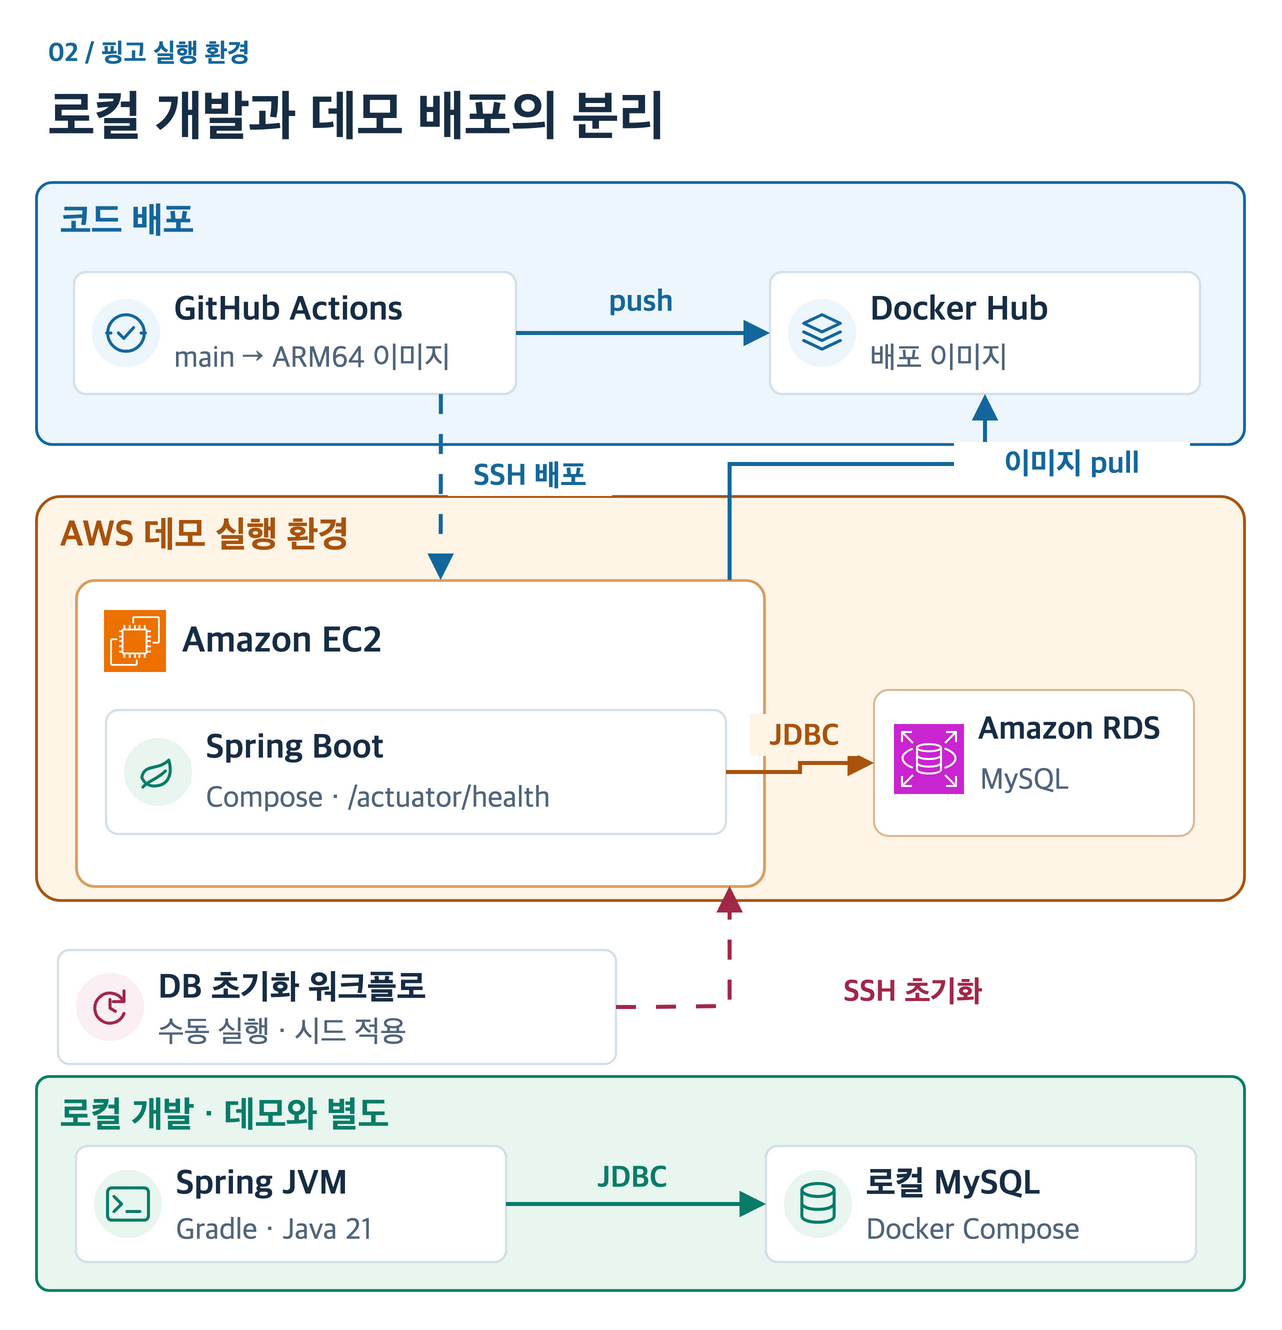 02 / 핑고 실행 환경
로컬 개발과 데모 배포의 분리
코드 배포
GitHub Actions
main → ARM64 이미지
push
Docker Hub
배포 이미지
SSH 배포
이미지 pull
AWS 데모 실행 환경
Amazon EC2
Spring Boot
Compose · /actuator/health
JDBC
Amazon RDS
MySQL
DB 초기화 워크플로
수동 실행 · 시드 적용
SSH 초기화
로컬 개발 · 데모와 별도
Spring JVM
Gradle · Java 21
JDBC
로컬 MySQL
Docker Compose